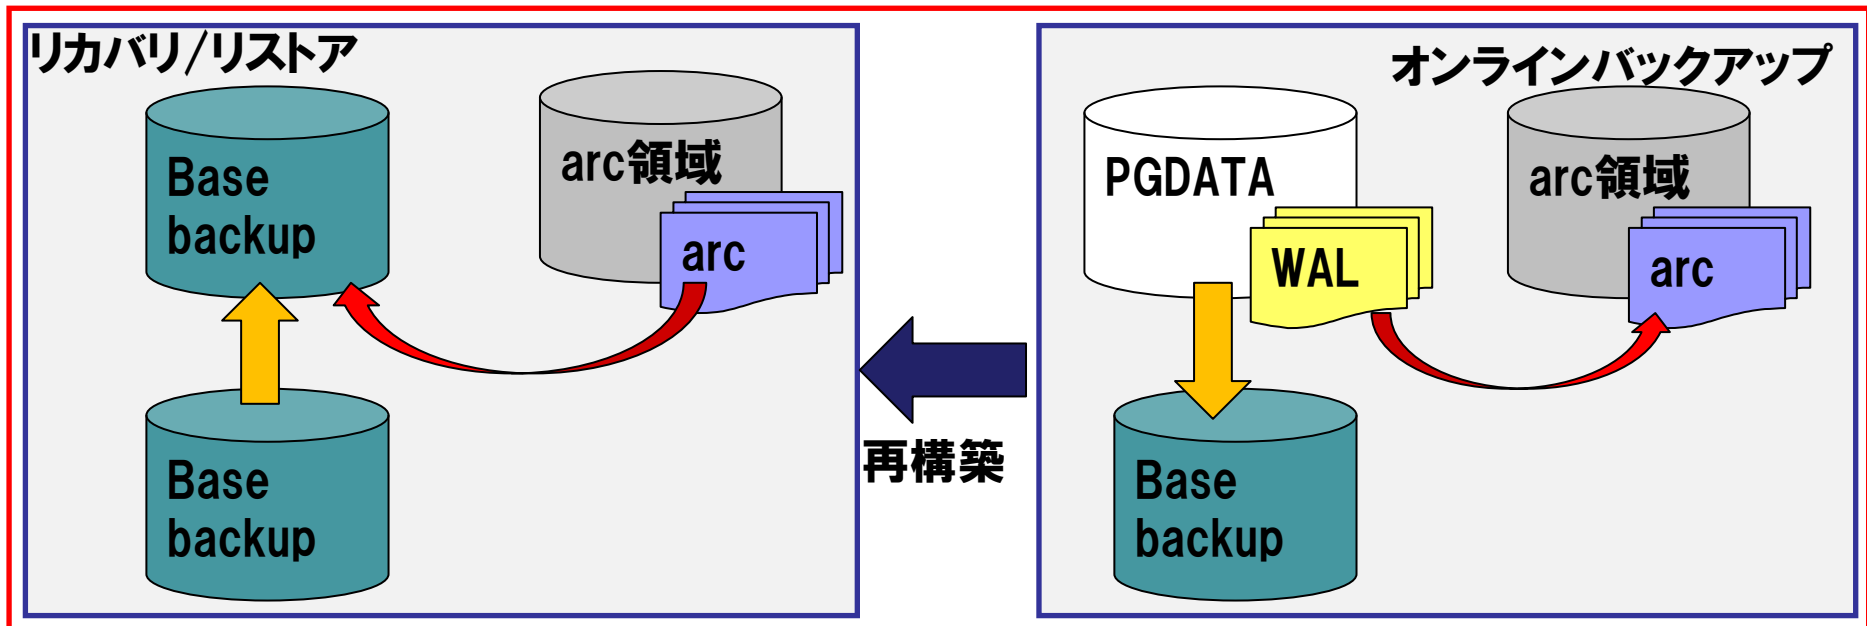 リカバリ/リストア
Base
backup
arc領域
arc
Base
backup
再構築
オンラインバックアップ
PGDATA
WAL
arc領域
arc
Base
backup